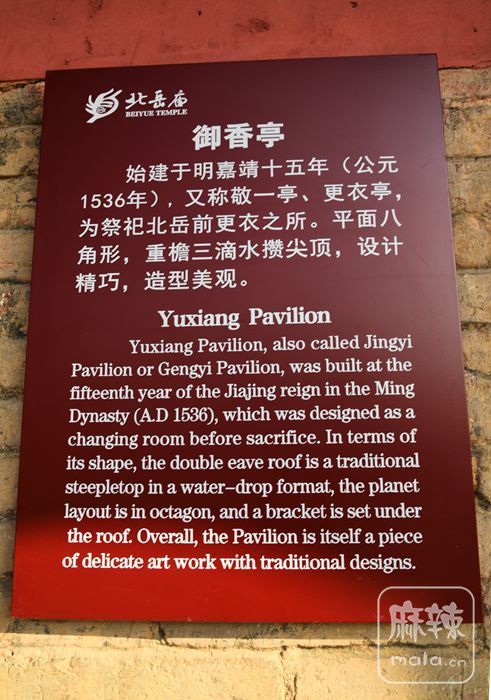 北岳庙
BEIYUE TEMPLE
御香亭
始建于明嘉靖十五年（公元
1536年），又称敬一亭、更衣亭，
为祭祀北岳前更衣之所。平面八
角形，重檐三滴水攒尖顶，设计
精巧，造型美观。
Yuxiang Pavilion
Yuxiang Pavilion, also called Jingyi
Pavilion or Gengyi Pavilion, was built at the
fifteenth year of the Jiajing reign in the Ming
Dynasty (A.D 1536), which was designed as a
changing room before sacrifice. In terms of
its shape, the double eave roof is a traditional
steepletop in a water-drop format, the planet
layout is in octagon, and a bracket is set under
the roof. Overall, the Pavilion is itself a piece
of delicate art work with traditional designs.
麻辣
mala.cn